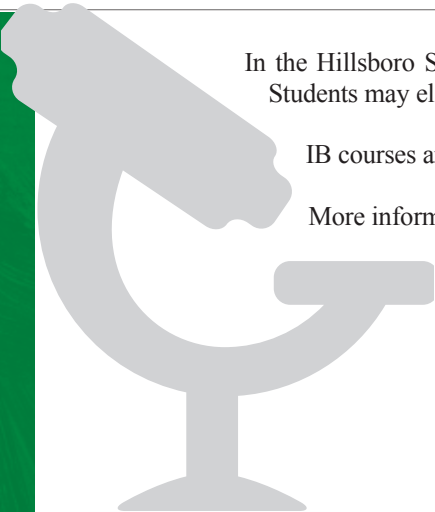 In the Hillsboro S
Students may el
IB courses a
More inform